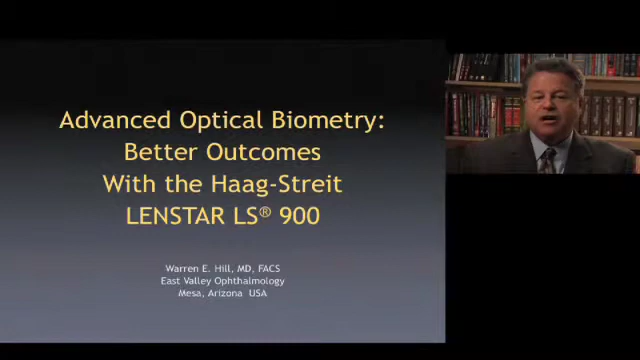 Advanced Optical Biometry:
Better Outcomes
With the Haag-Streit
LENSTAR LS® 900
Warren E. Hill, MD, FACS
East Valley Ophthalmology
Mesa, Arizona USA